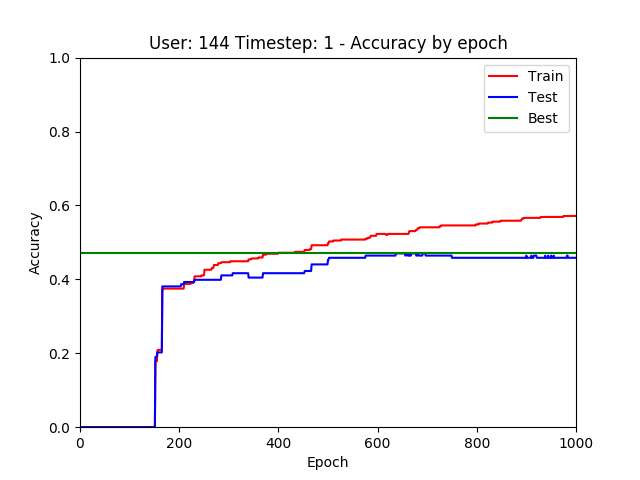 User: 144 Timestep: 1 - Accuracy by epoch
1.0
0.8
0.6
0.4
0.2
0.0
Accuracy
Train
Test
Best
0 200 400 600 800 1000
Epoch